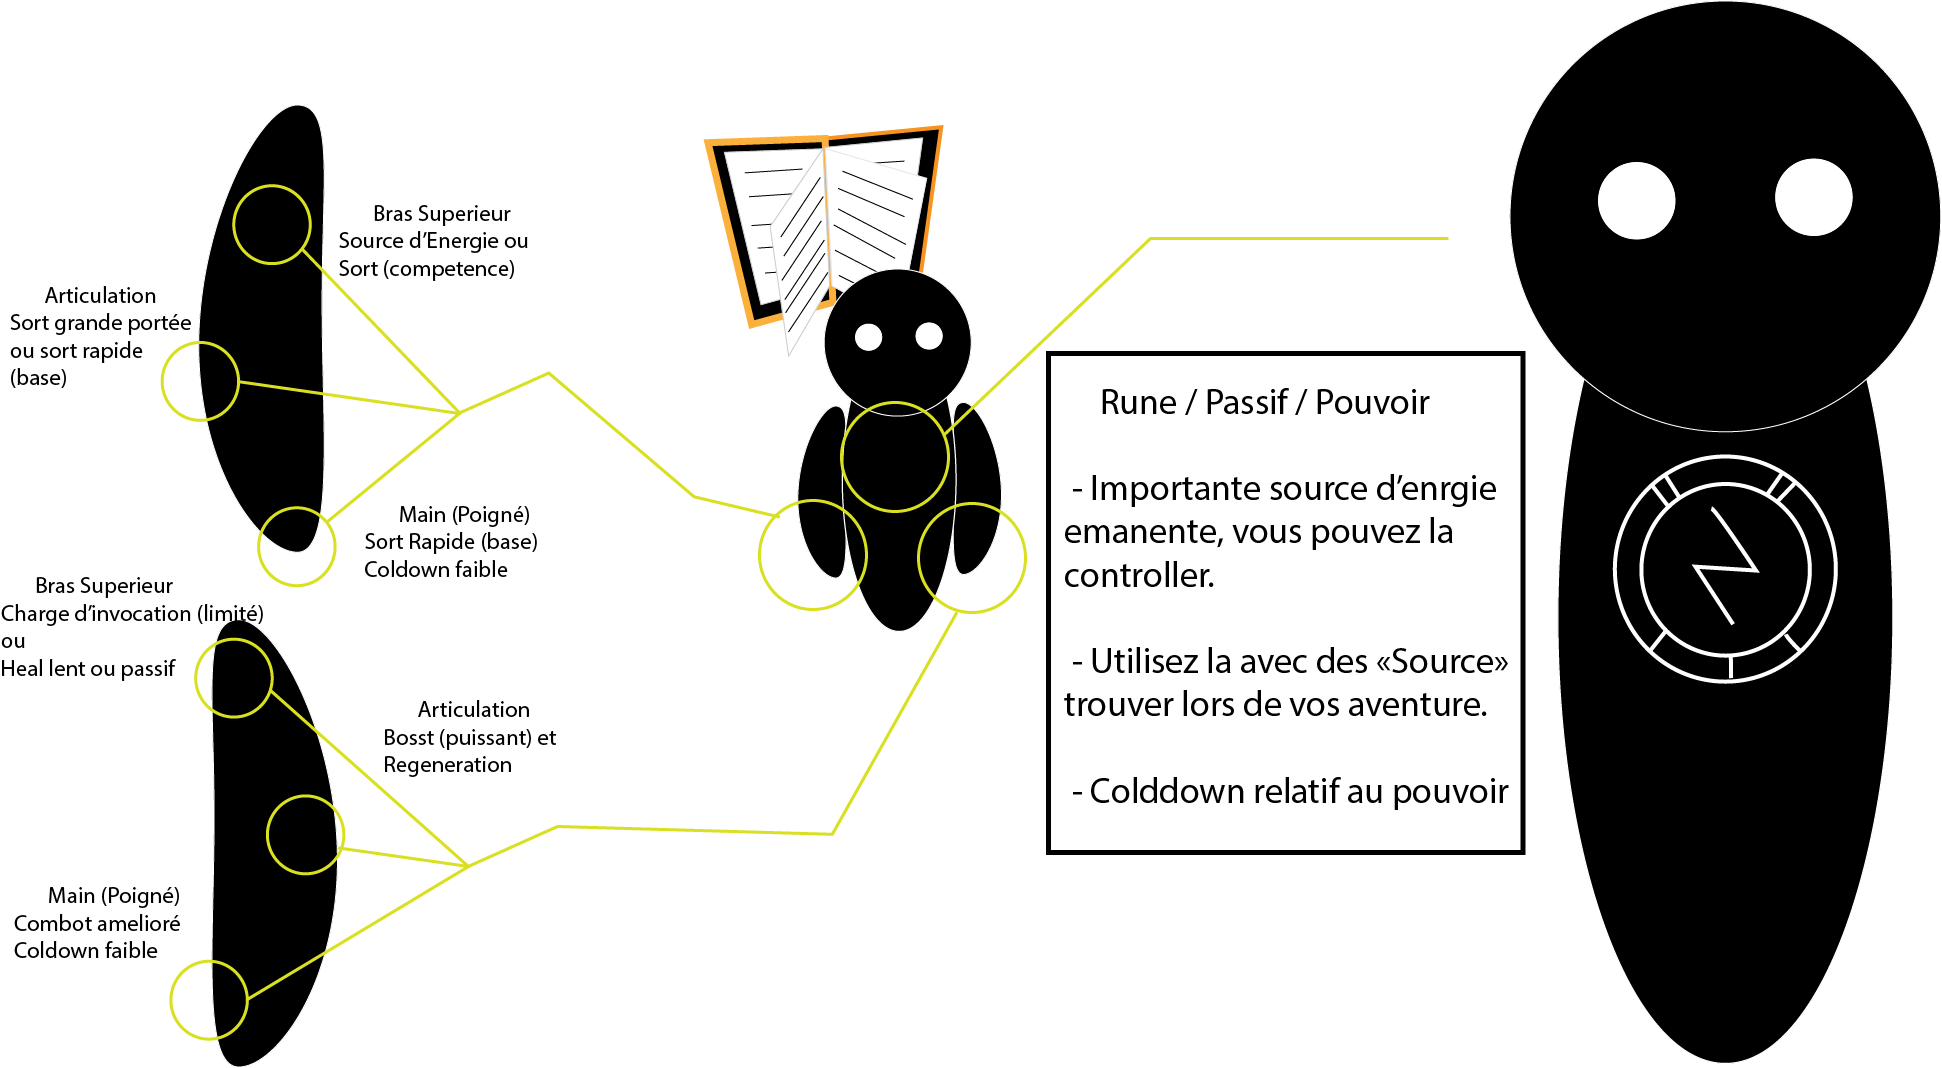 Bras Superieur
Source d'Energie ou
Sort (competence)
Articulation
Sort grande portée
ou sort rapide
(base)
Main (Poigné)
Sort Rapide (base)
Coldown faible
Bras Superieur
Charge d'invocation (limité)
ou
Heal lent ou passif
Articulation
Bosst (puissant) et
Regeneration
Main (Poigné)
Combot amelioré
Coldown faible
Rune / Passif / Pouvoir
- Importante source d'enrgie
emanente, vous pouvez la
controller.
- Utilisez la avec des «Source»
trouver lors de vos aventure.
- Colddown relatif au pouvoir